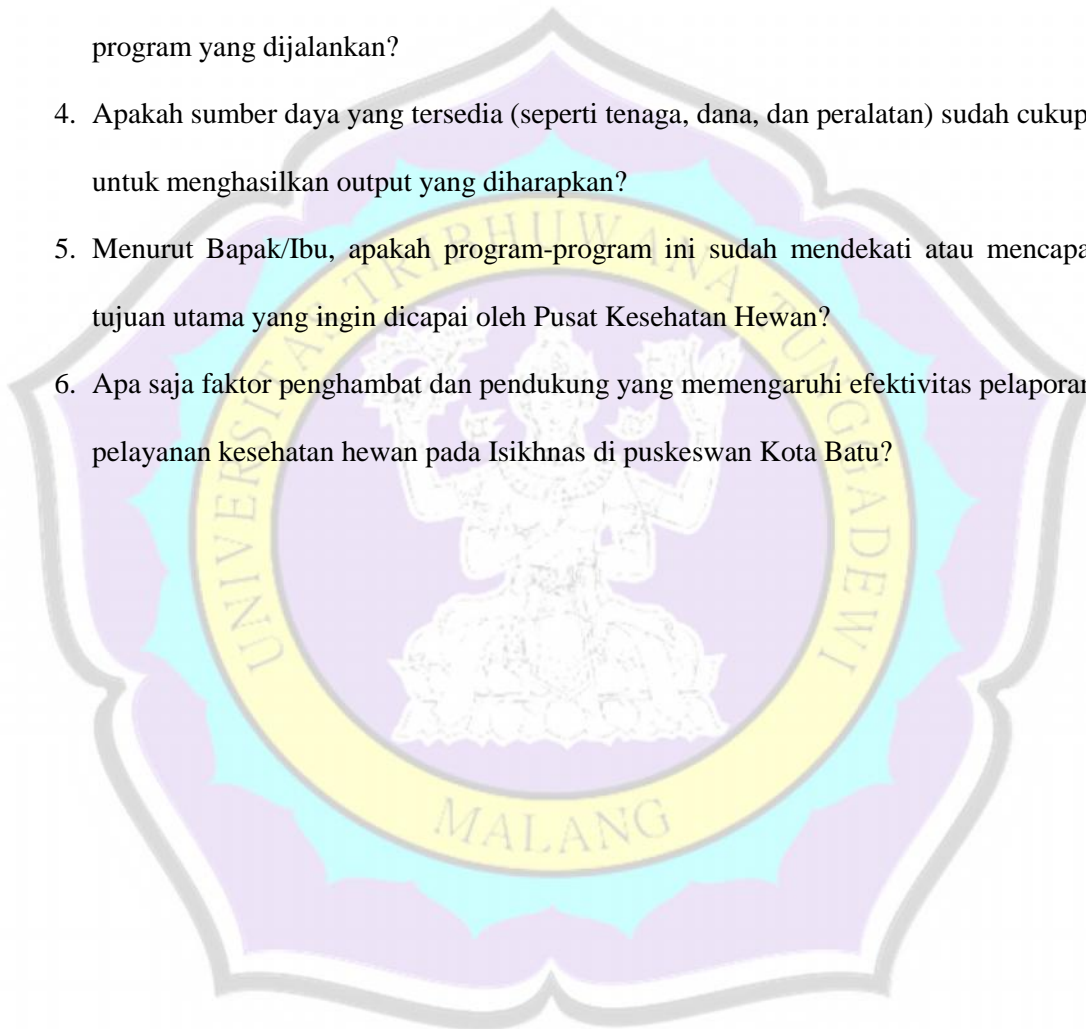 program yang dijalankan?
4. Apakah sumber daya yang tersedia (seperti tenaga, dana, dan peralatan) sudah cukup
untuk menghasilkan output yang diharapkan?
5. Menurut Bapak/Ibu, apakah program-program ini sudah mendekati atau mencapa
tujuan utama yang ingin dicapai oleh Pusat Kesehatan Hewan?
6. Apa saja faktor penghambat dan pendukung yang memengaruhi efektivitas pelaporan
pelayanan kesehatan hewan pada Isikhnas di puskeswan Kota Batu?
UNIVERSITAS TRIBHUWANA TUNGGADEWI
MALANG